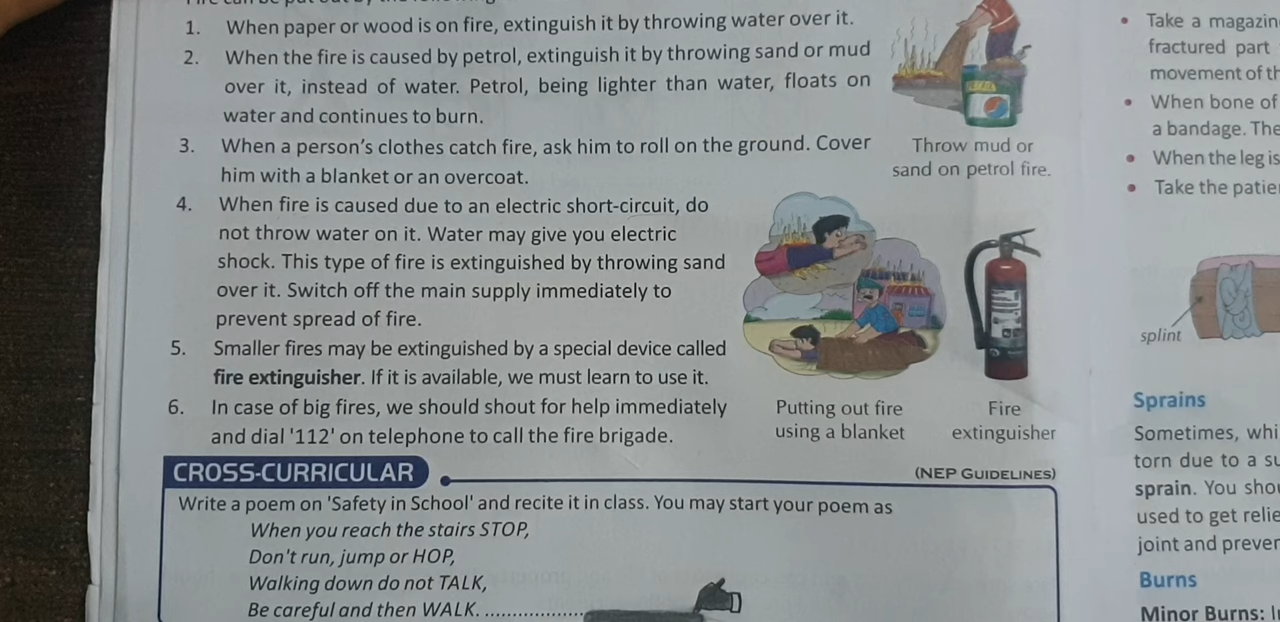 1. When paper or wood is on fire, extinguish it by throwing water over it.
2. When the fire is caused by petrol, extinguish it by throwing sand or mud
over it, instead of water. Petrol, being lighter than water, floats on
water and continues to burn.
3. When a person's clothes catch fire, ask him to roll on the ground. Cover
him with a blanket or an overcoat.
Throw mud or
sand on petrol fire.
4. When fire is caused due to an electric short-circuit, do
not throw water on it. Water may give you electric
shock. This type of fire is extinguished by throwing sand
over it. Switch off the main supply immediately to
prevent spread of fire.
5. Smaller fires may be extinguished by a special device called
fire extinguisher. If it is available, we must learn to use it.
6. In case of big fires, we should shout for help immediately
and dial '112' on telephone to call the fire brigade.
Putting out fire
using a blanket
Fire
extinguisher
CROSS-CURRICULAR
(NEP GUIDELINES)
Write a poem on 'Safety in School' and recite it in class. You may start your poem as
When you reach the stairs STOP,
Don't run, jump or HOP,
Walking down do not TALK,
Be careful and then WALK. ....................
• Take a magazin
fractured part
movement of th
• When bone of
a bandage. The
• When the leg is
• Take the patie
splint
Sprains
Sometimes, whi
torn due to a su
sprain. You shou
used to get relie
joint and preven
Burns
Minor Burns: